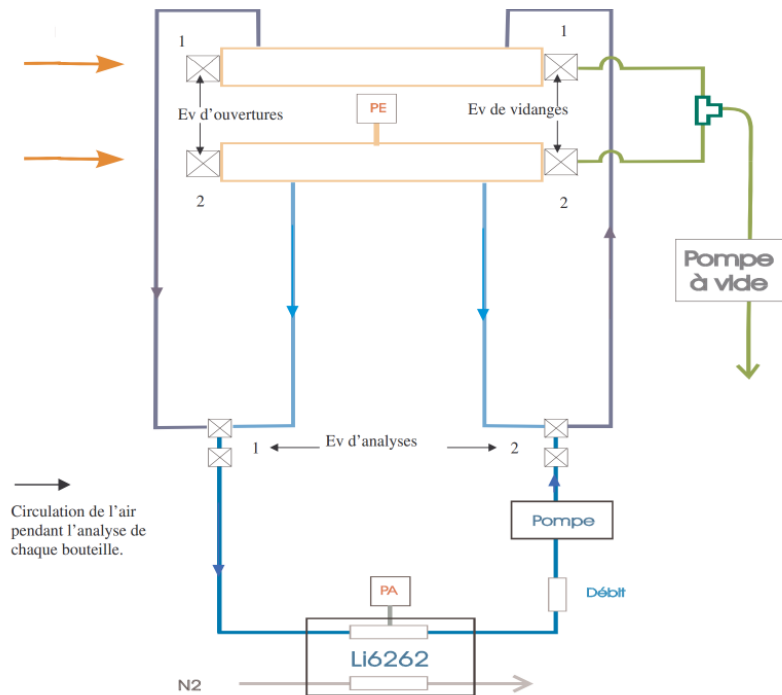 1
1
Ev d’ouvertures
PE
Ev de vidanges
2
2
Pompe
à vide
Ev d’analyses
1
2
Circulation de l’air
pendant l’analyse de
chaque bouteille.
Pompe
PA
Débit
Li6262
N2